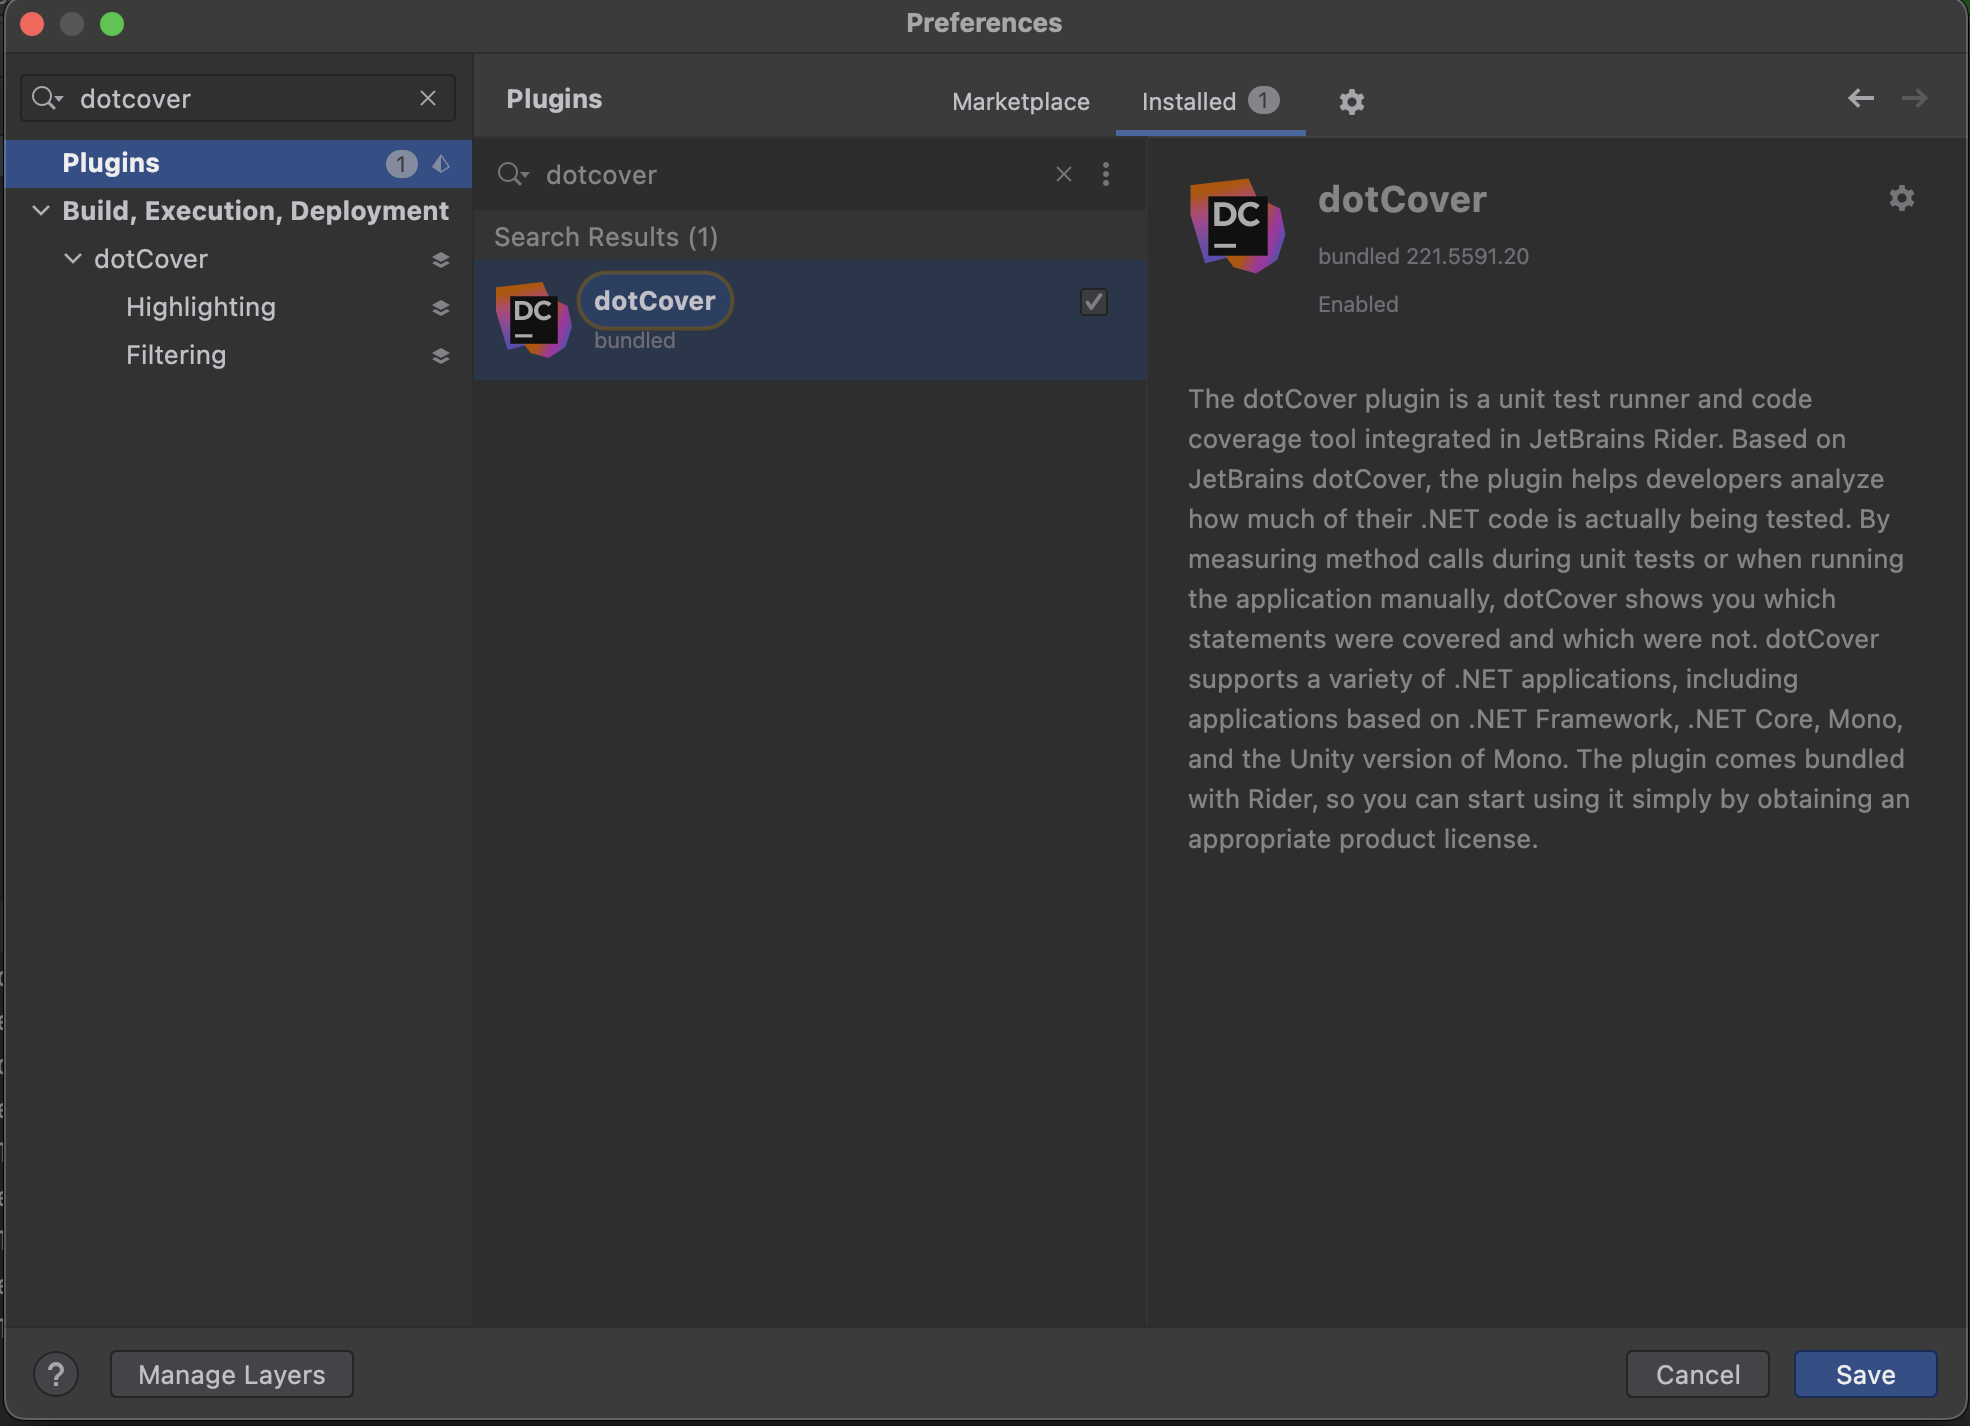 Preferences
dotcover
Plugins 1
Build, Execution, Deployment
dotCover
Highlighting
Filtering
Plugins
Marketplace
Installed 1
dotcover
Search Results (1)
DC
dotCover
bundled
DC
dotCover
bundled 221.5591.20
Enabled
The dotCover plugin is a unit test runner and code
coverage tool integrated in JetBrains Rider. Based on
JetBrains dotCover, the plugin helps developers analyze
how much of their .NET code is actually being tested. By
measuring method calls during unit tests or when running
the application manually, dotCover shows you which
statements were covered and which were not. dotCover
supports a variety of .NET applications, including
applications based on .NET Framework, .NET Core, Mono,
and the Unity version of Mono. The plugin comes bundled
with Rider, so you can start using it simply by obtaining an
appropriate product license.
?
Manage Layers
Cancel
Save